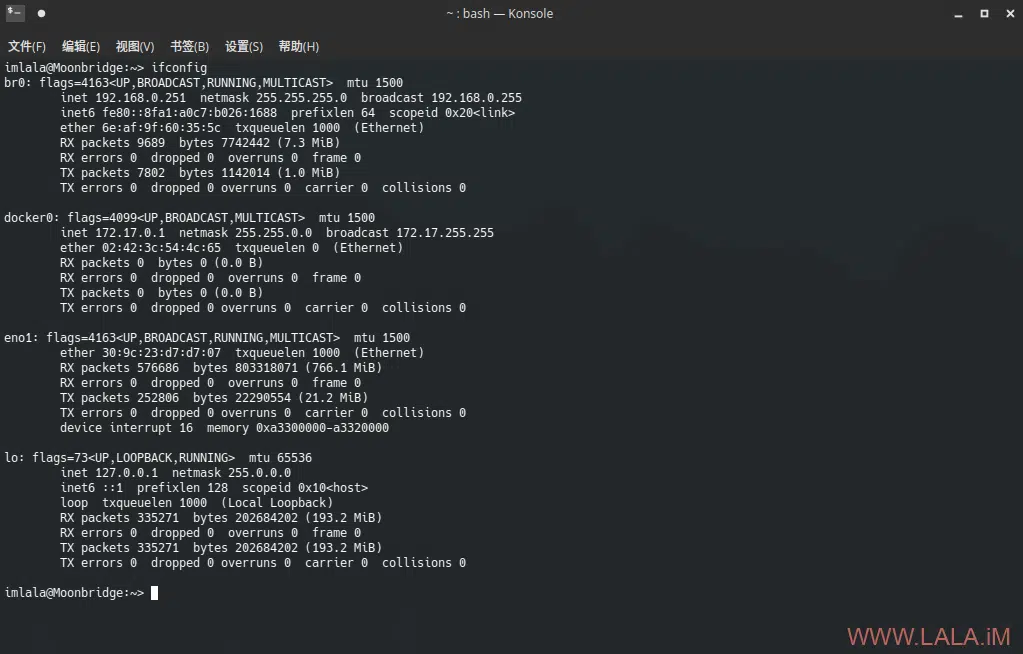 ~ : bash — Konsole
文件(F) 编辑(E) 视图(V) 书签(B) 设置(S) 帮助(H)
imlala@Moonbridge:~> ifconfig
br0: flags=4163<UP,BROADCAST,RUNNING,MULTICAST>  mtu 1500
        inet 192.168.0.251  netmask 255.255.255.0  broadcast 192.168.0.255
        inet6 fe80::8fa1:a0c7:b026:1688  prefixlen 64  scopeid 0x20<link>
        ether 6e:af:9f:60:35:5c  txqueuelen 1000  (Ethernet)
        RX packets 9689  bytes 7742442 (7.3 MiB)
        RX errors 0  dropped 0  overruns 0  frame 0
        TX packets 7802  bytes 1142014 (1.0 MiB)
        TX errors 0  dropped 0 overruns 0  carrier 0  collisions 0

docker0: flags=4099<UP,BROADCAST,MULTICAST>  mtu 1500
        inet 172.17.0.1  netmask 255.255.0.0  broadcast 172.17.255.255
        ether 02:42:3c:54:4c:65  txqueuelen 0  (Ethernet)
        RX packets 0  bytes 0 (0.0 B)
        RX errors 0  dropped 0  overruns 0  frame 0
        TX packets 0  bytes 0 (0.0 B)
        TX errors 0  dropped 0 overruns 0  carrier 0  collisions 0

eno1: flags=4163<UP,BROADCAST,RUNNING,MULTICAST>  mtu 1500
        ether 30:9c:23:d7:d7:07  txqueuelen 1000  (Ethernet)
        RX packets 576686  bytes 803318071 (766.1 MiB)
        RX errors 0  dropped 0  overruns 0  frame 0
        TX packets 252806  bytes 22290554 (21.2 MiB)
        TX errors 0  dropped 0 overruns 0  carrier 0  collisions 0
        device interrupt 16  memory 0xa3300000-a3320000

lo: flags=73<UP,LOOPBACK,RUNNING>  mtu 65536
        inet 127.0.0.1  netmask 255.0.0.0
        inet6 ::1  prefixlen 128  scopeid 0x10<host>
        loop  txqueuelen 1000  (Local Loopback)
        RX packets 335271  bytes 202684202 (193.2 MiB)
        RX errors 0  dropped 0  overruns 0  frame 0
        TX packets 335271  bytes 202684202 (193.2 MiB)
        TX errors 0  dropped 0 overruns 0  carrier 0  collisions 0

imlala@Moonbridge:~>
WWW.LALA.iM